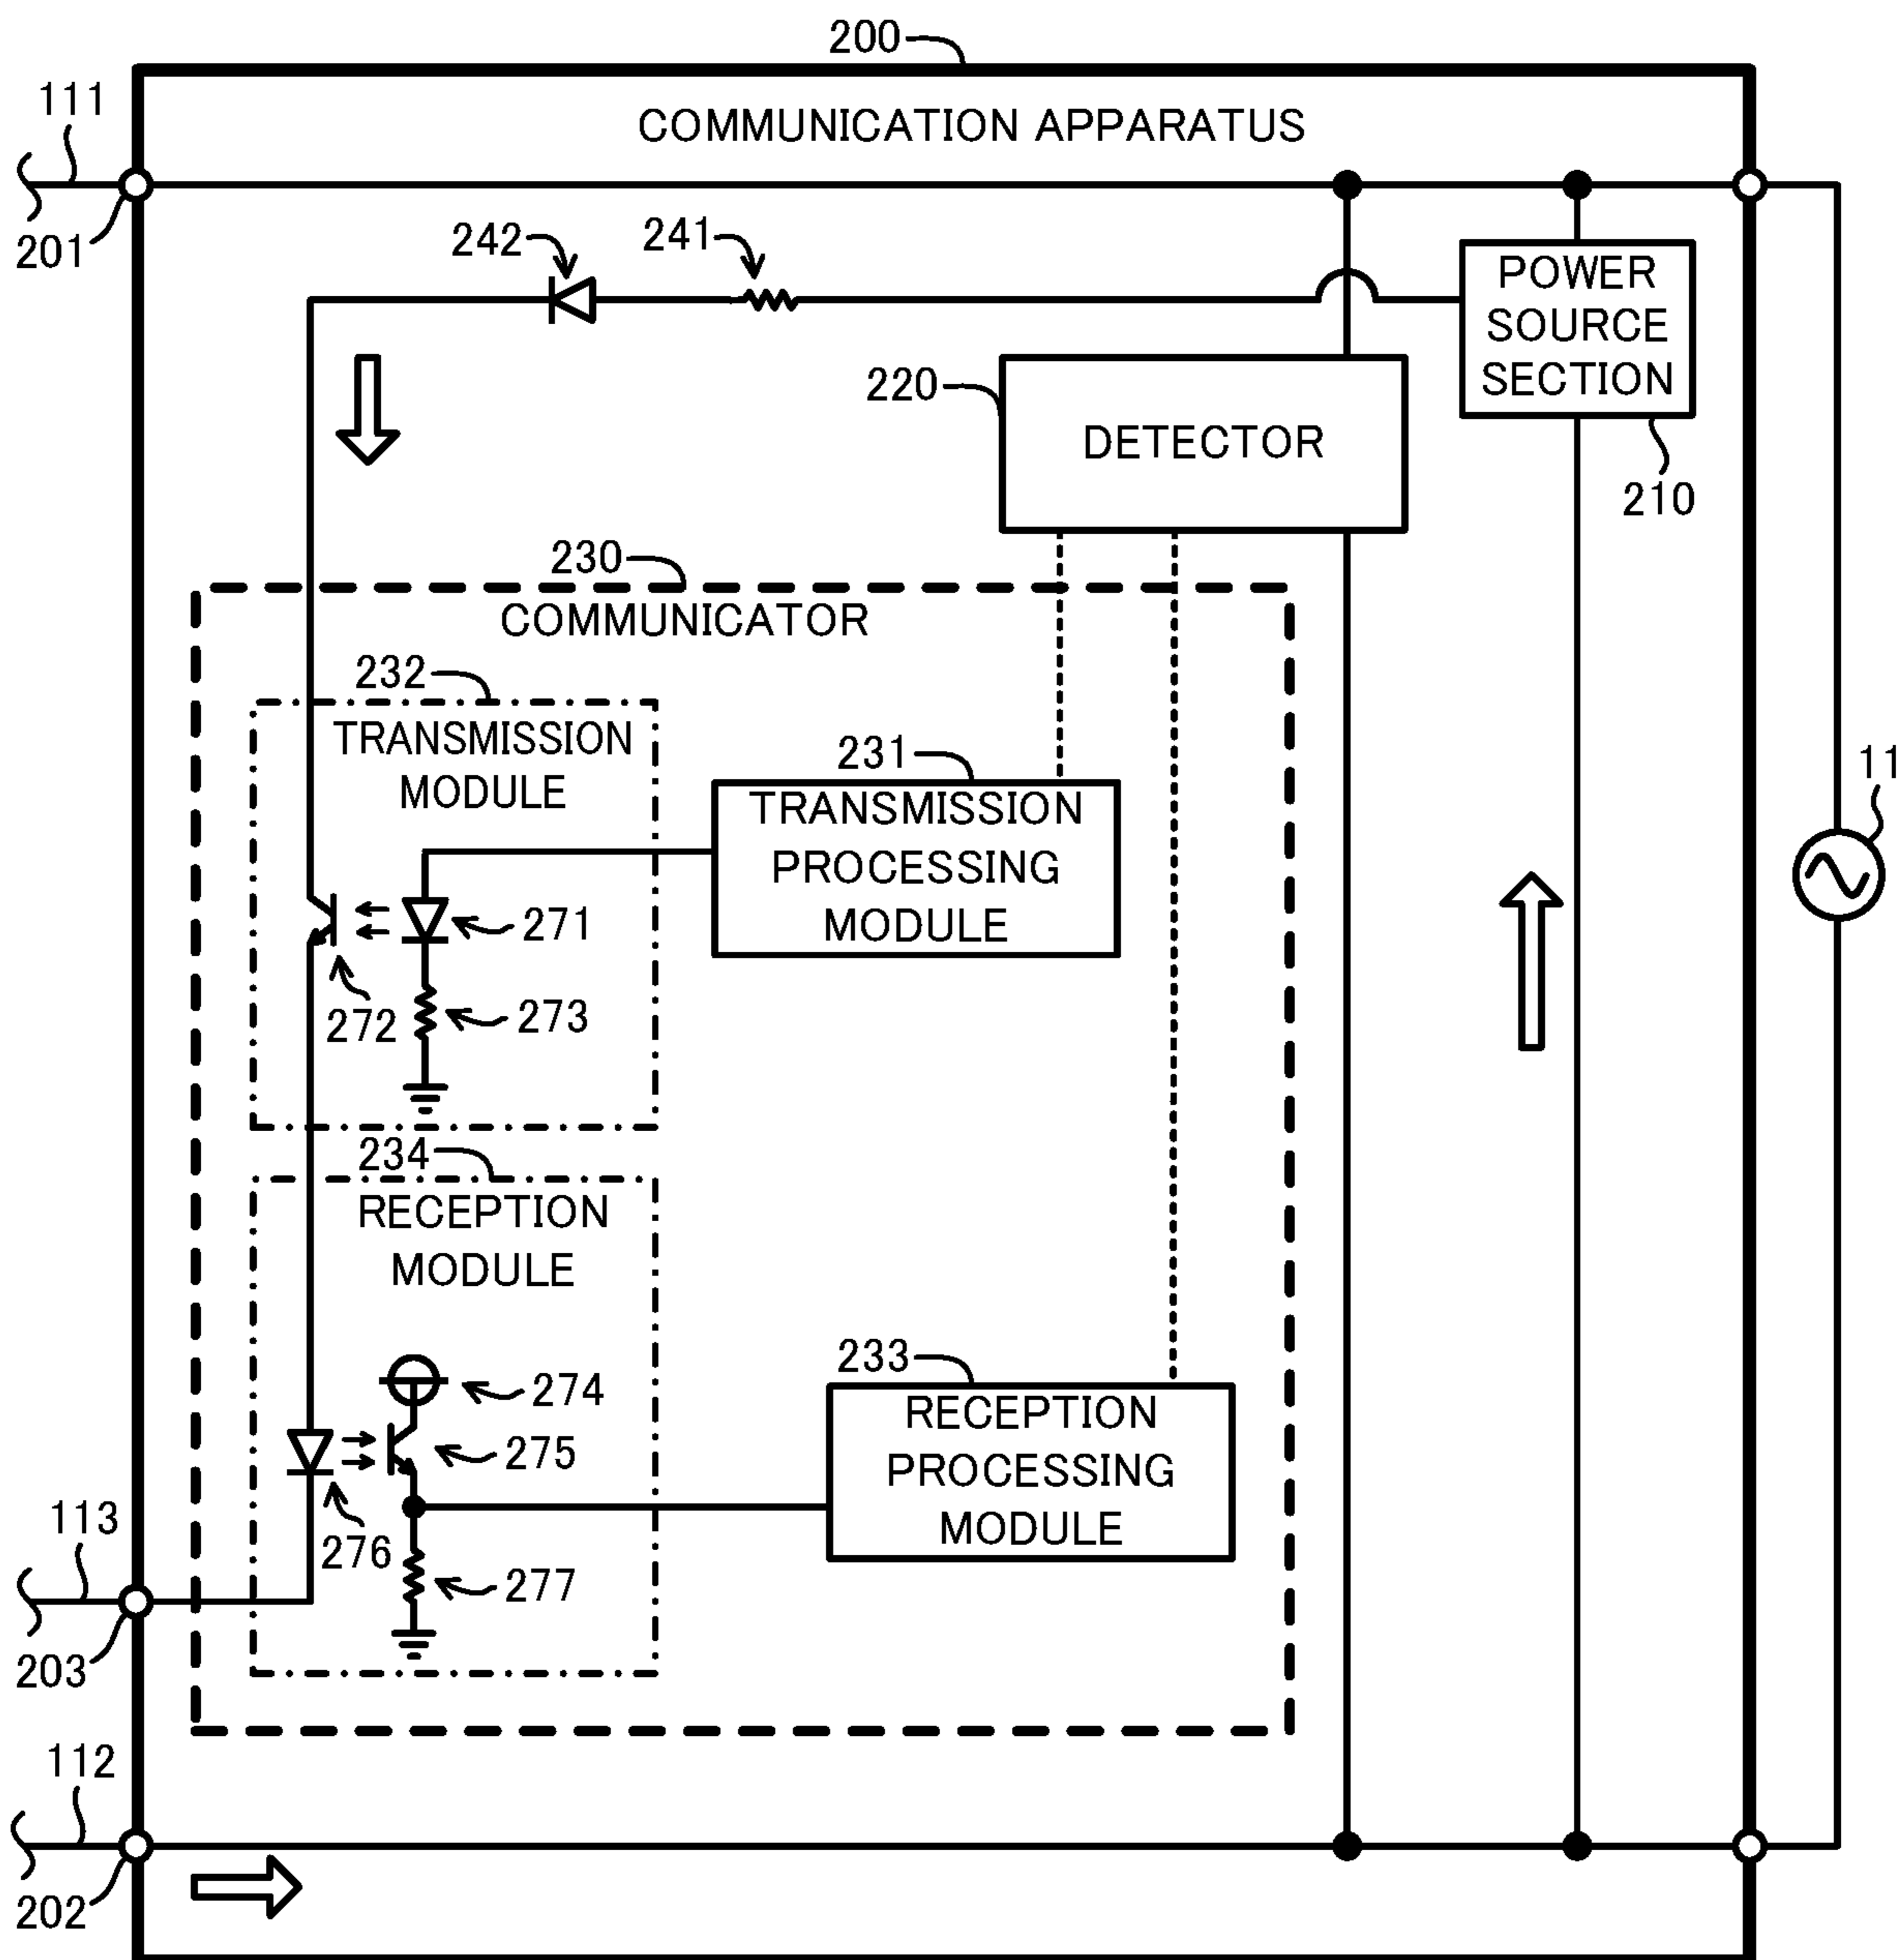 200
COMMUNICATION APPARATUS
111
201
242
241
POWER
SOURCE
SECTION
210
220
DETECTOR
230
COMMUNICATOR
232
TRANSMISSION
MODULE
231
TRANSMISSION
PROCESSING
MODULE
11
271
272
273
234
RECEPTION
MODULE
233
RECEPTION
PROCESSING
MODULE
274
275
276
277
113
203
112
202